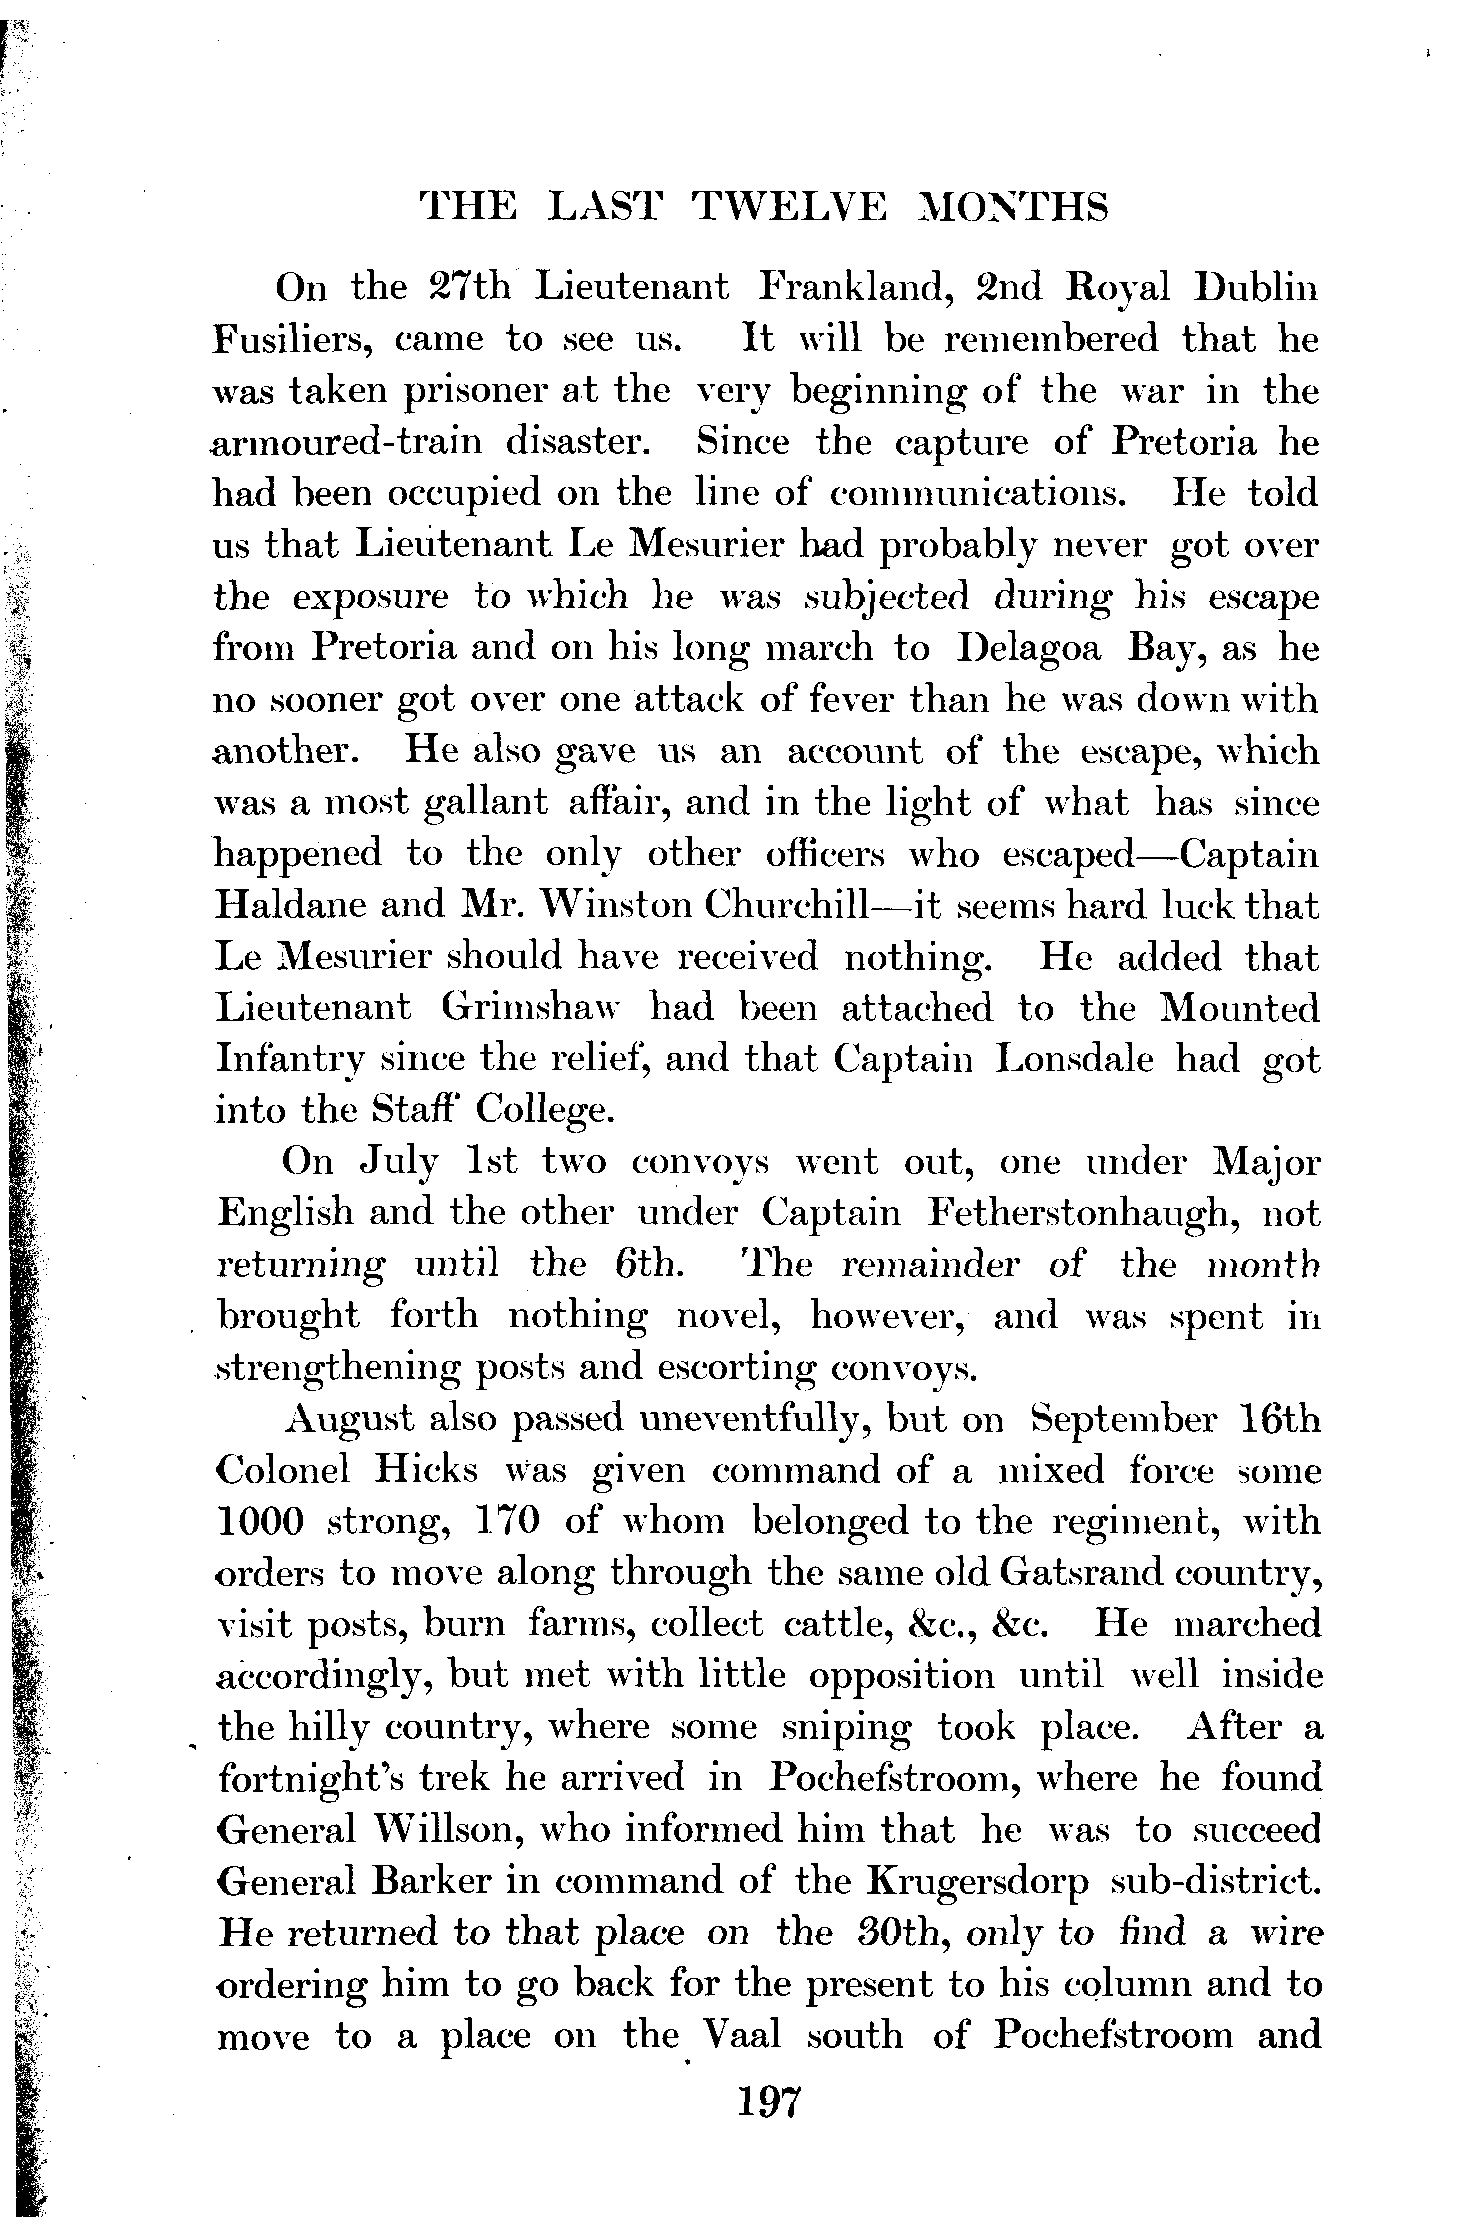 THE LAST TWELVE MONTHS
On the 27th Lieutenant Frankland, 2nd Royal Dublin
Fusiliers, came to see us. It will be remembered that he
was taken prisoner at the very beginning of the war in the
armoured-train disaster. Since the capture of Pretoria he
had been occupied on the line of communications. He told
us that Lieutenant Le Mesurier had probably never got over
the exposure to which he was subjected during his escape
from Pretoria and on his long march to Delagoa Bay, as he
no sooner got over one attack of fever than he was down with
another. He also gave us an account of the escape, which
was a most gallant affair, and in the light of what has since
happened to the only other officers who escaped—Captain
Haldane and Mr. Winston Churchill—it seems hard luck that
Le Mesurier should have received nothing. He added that
Lieutenant Grimshaw had been attached to the Mounted
Infantry since the relief, and that Captain Lonsdale had got
into the Staff College.
On July 1st two convoys went out, one under Major
English and the other under Captain Fetherstonhaugh, not
returning until the 6th. The remainder of the month
brought forth nothing novel, however, and was spent in
strengthening posts and escorting convoys.
August also passed uneventfully, but on September 16th
Colonel Hicks was given command of a mixed force some
1000 strong, 170 of whom belonged to the regiment, with
orders to move along through the same old Gatsrand country,
visit posts, burn farms, collect cattle, &c., &c. He marched
accordingly, but met with little opposition until well inside
the hilly country, where some sniping took place. After a
fortnight's trek he arrived in Pochefstroom, where he found
General Willson, who informed him that he was to succeed
General Barker in command of the Krugersdorp sub-district.
He returned to that place on the 30th, only to find a wire
ordering him to go back for the present to his column and to
move to a place on the Vaal south of Pochefstroom and
197